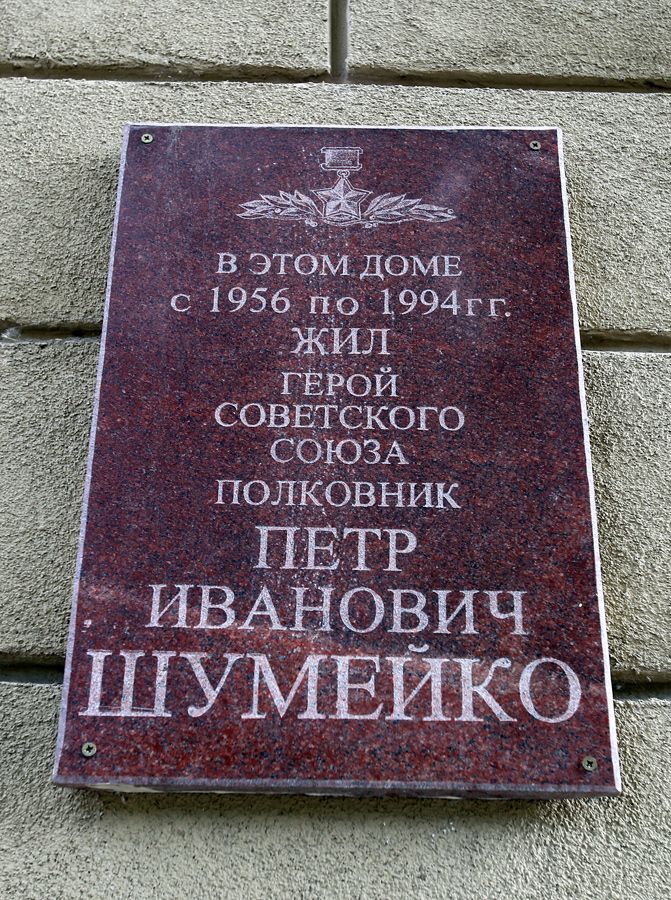 В ЭТОМ ДОМЕ
с 1956 по 1994гг.
ЖИЛ
ГЕРОЙ
СОВЕТСКОГО
СОЮЗА
ПОЛКОВНИК
ПЕТР
ИВАНОВИЧ
ШУМЕЙКО